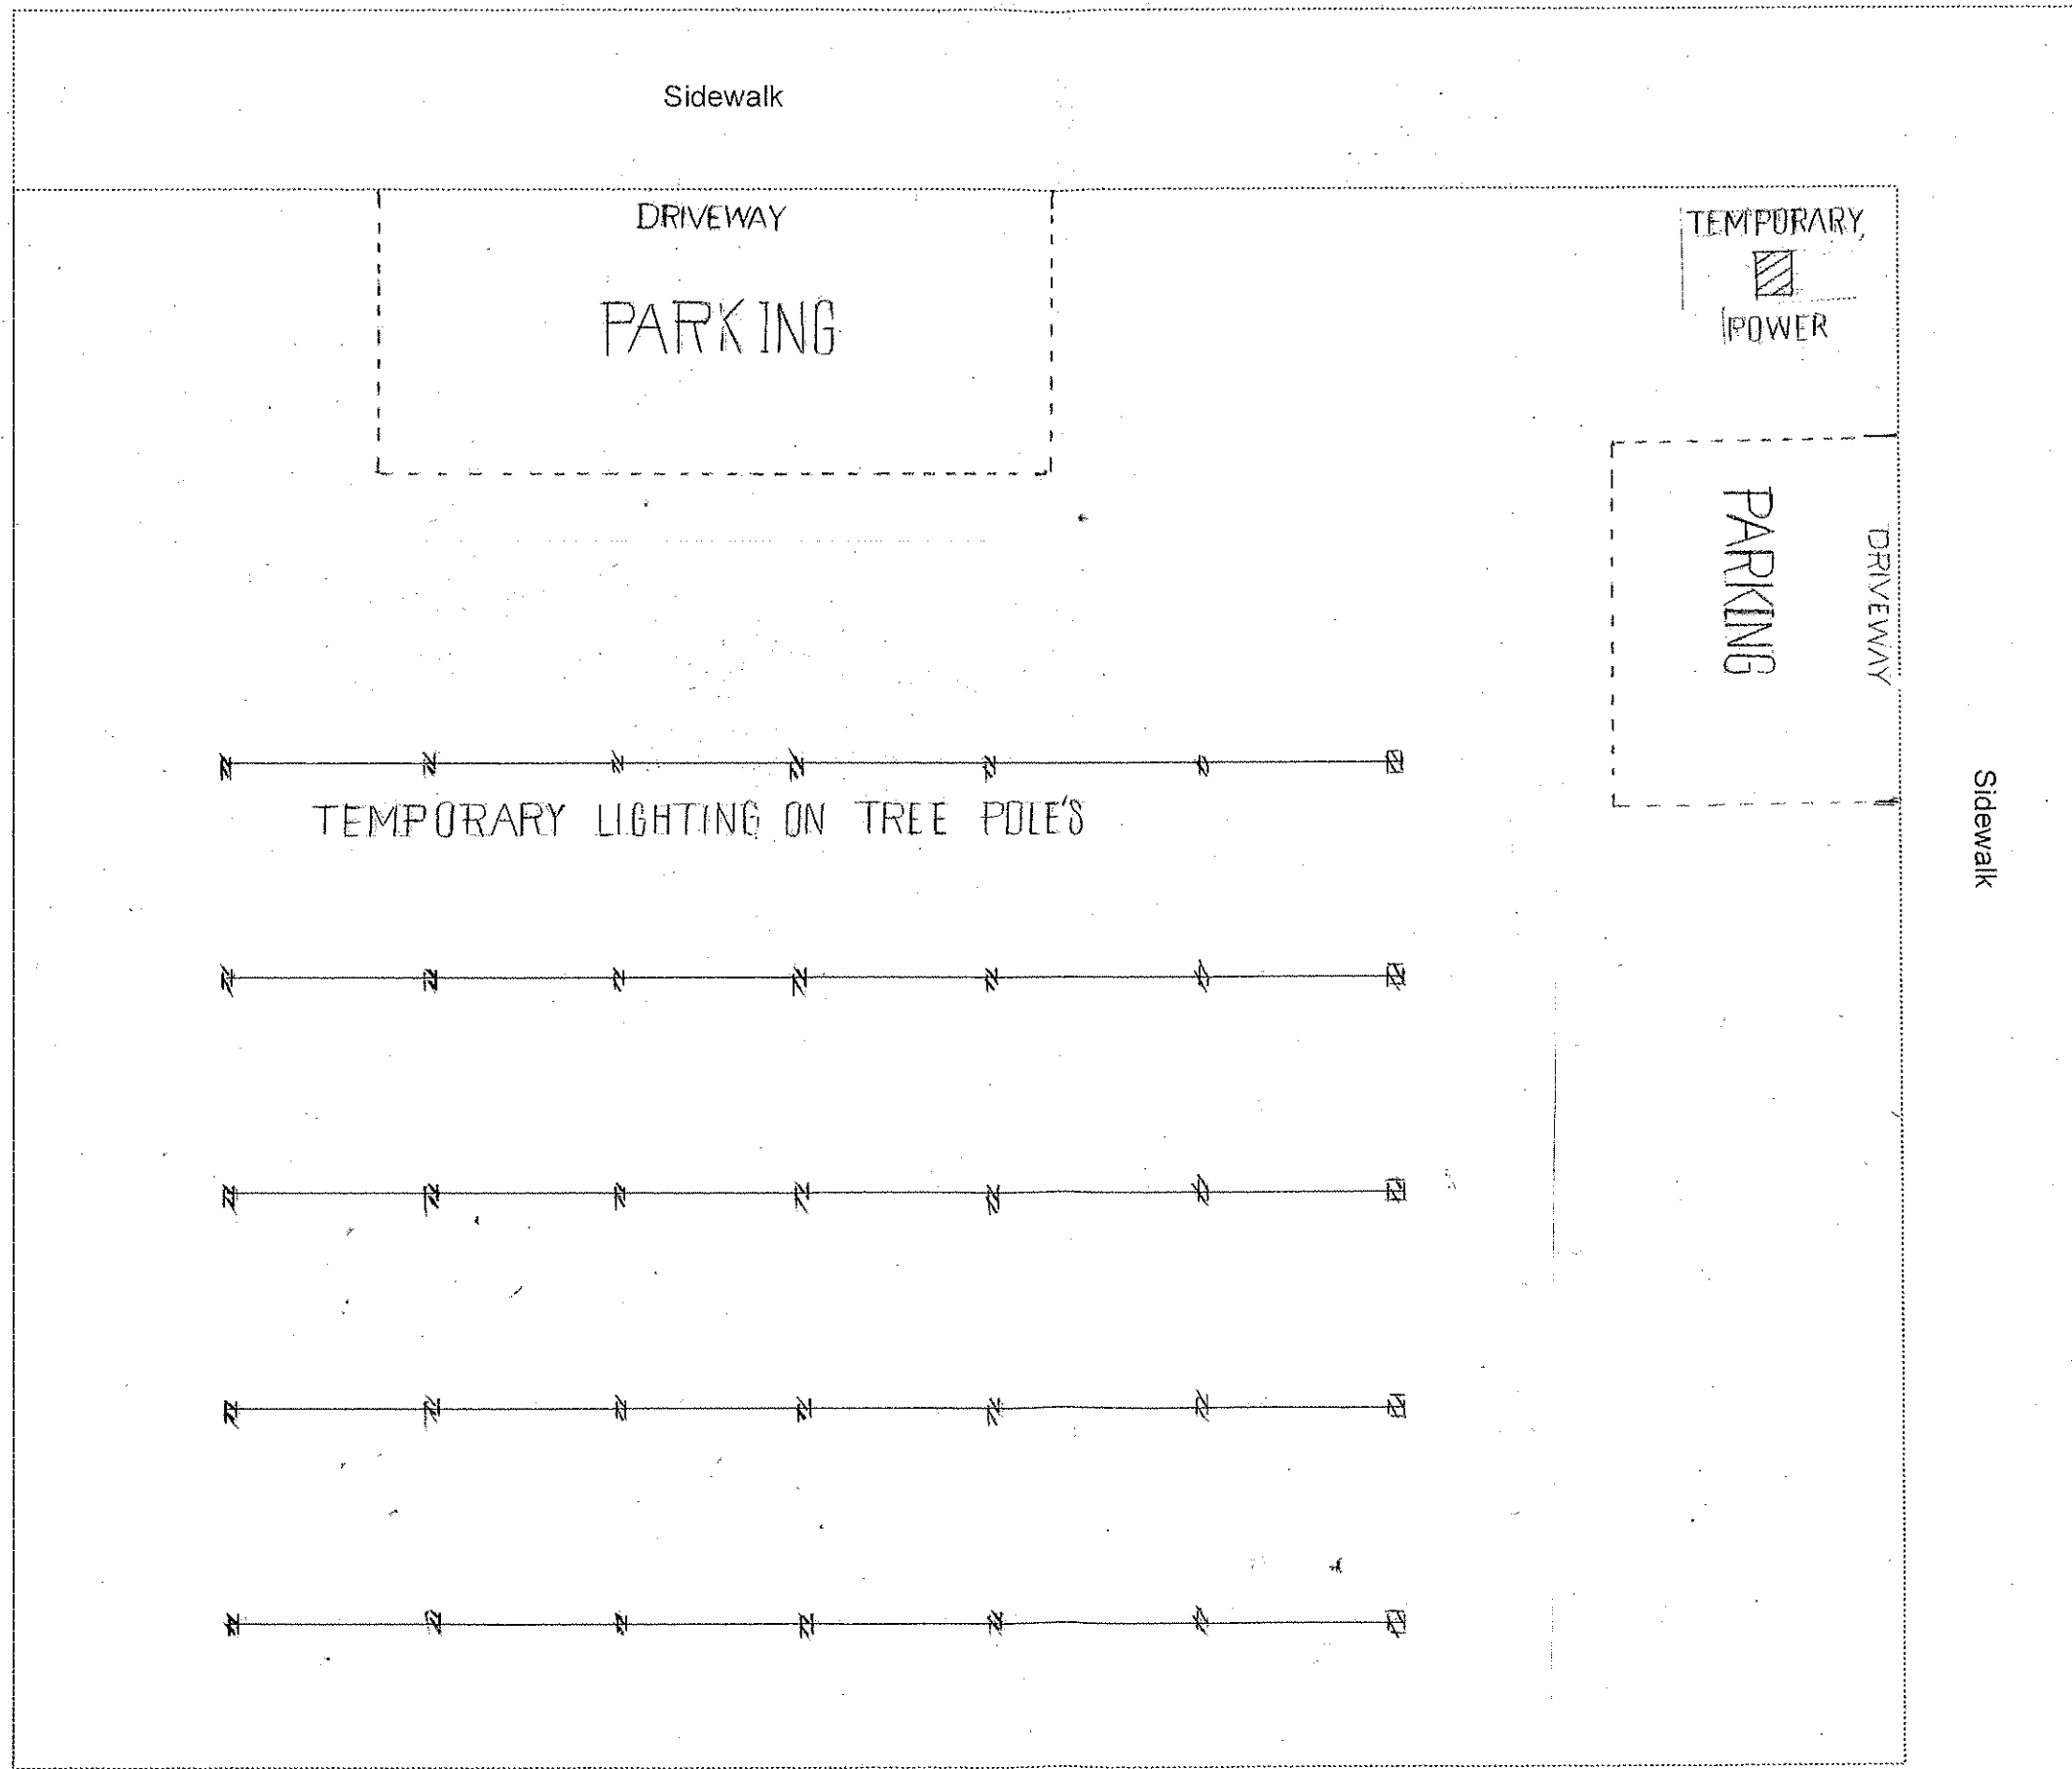 Sidewalk
DRIVEWAY
PARKING
TEMPORARY
POWER
PARKING
DRIVEWAY
Sidewalk
TEMPORARY LIGHTING ON TREE POLE'S